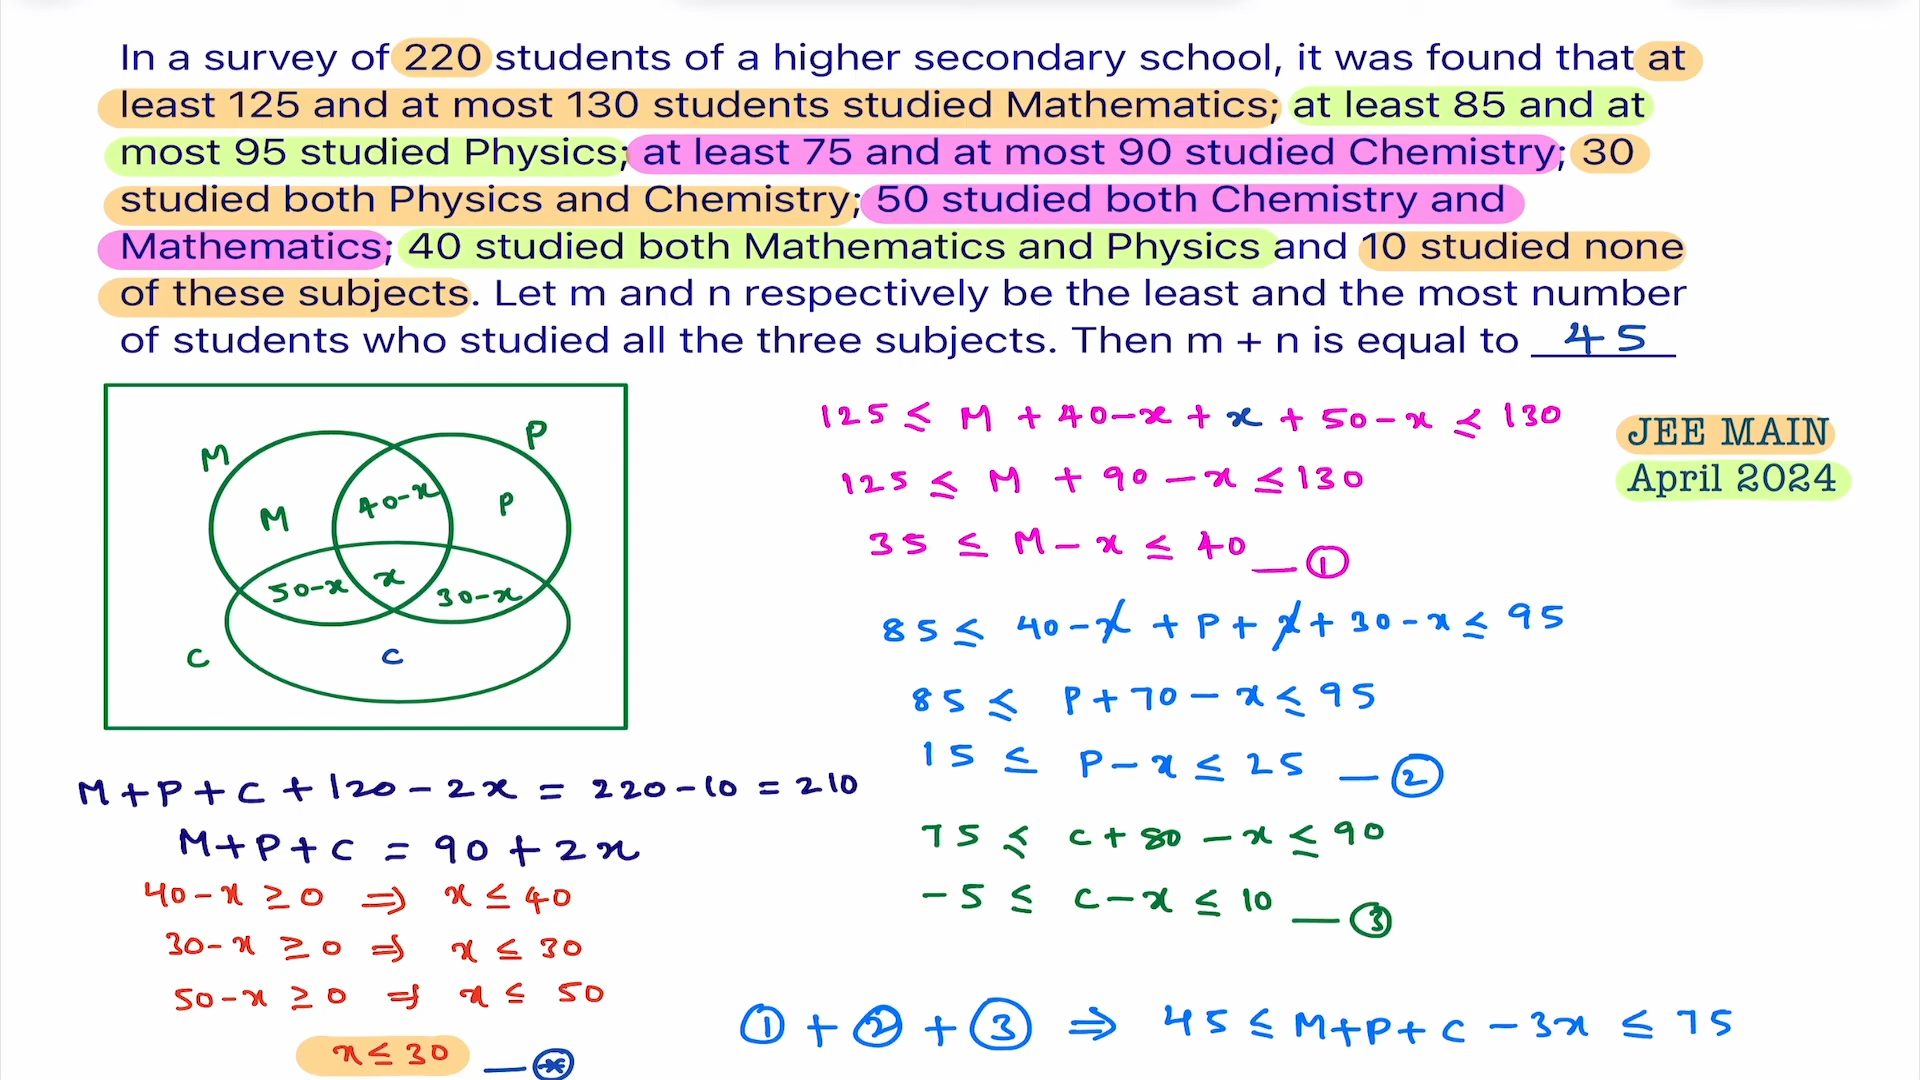 In a survey of 220 students of a higher secondary school, it was found that at
least 125 and at most 130 students studied Mathematics; at least 85 and at
most 95 studied Physics; at least 75 and at most 90 studied Chemistry; 30
studied both Physics and Chemistry; 50 studied both Chemistry and
Mathematics; 40 studied both Mathematics and Physics and 10 studied none
of these subjects. Let m and n respectively be the least and the most number
of students who studied all the three subjects. Then m + n is equal to 45
JEE MAIN
April 2024
M
P
M
40-x
P
50-x
x
30-x
C
C
M+P+C+120-2x = 220-10 = 210
M+P+C = 90+2x
40-x ≥ 0 ⇒ x ≤ 40
30-x ≥ 0 ⇒ x ≤ 30
50-x ≥ 0 ⇒ x ≤ 50
x ≤ 30 — ⊛
125 ≤ M + 40-x + x + 50-x ≤ 130
125 ≤ M + 90 - x ≤ 130
35 ≤ M - x ≤ 40 — ①
85 ≤ 40-x + P + x + 30-x ≤ 95
85 ≤ P+70-x ≤ 95
15 ≤ P-x ≤ 25 — ②
75 ≤ C+80-x ≤ 90
-5 ≤ C-x ≤ 10 — ③
① + ② + ③ ⇒ 45 ≤ M+P+C-3x ≤ 75